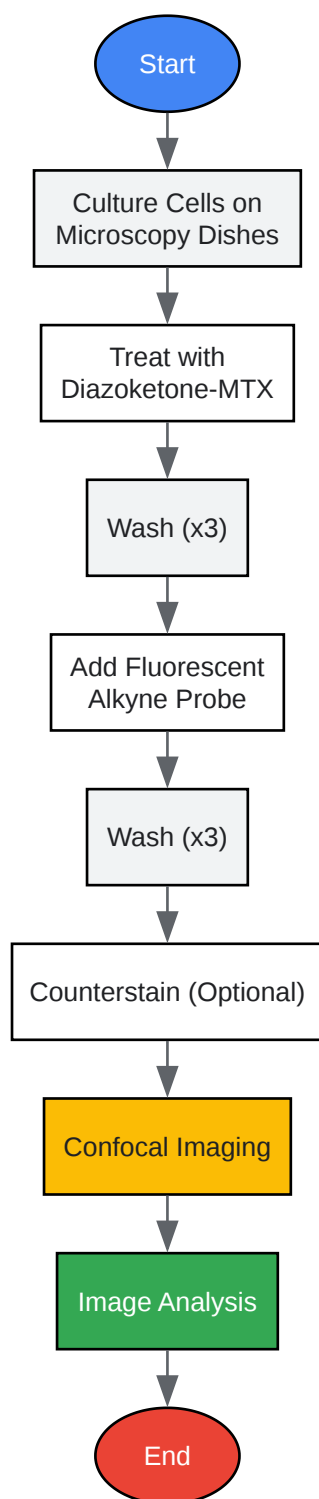 Start
Culture Cells on
Microscopy Dishes
Treat with
Diazoketone-MTX
Wash (x3)
Add Fluorescent
Alkyne Probe
Wash (x3)
Counterstain (Optional)
Confocal Imaging
Image Analysis
End